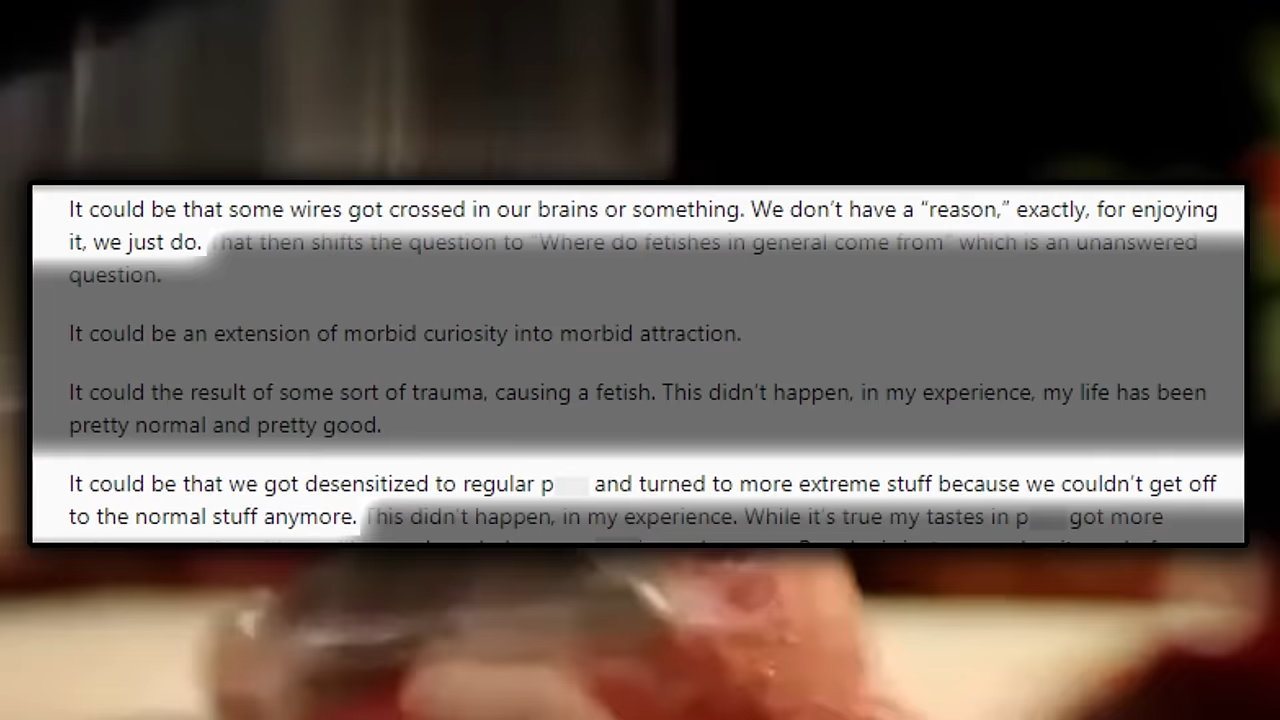 It could be that some wires got crossed in our brains or something. We don’t have a “reason,” exactly, for enjoying
it, we just do. That then shifts the question to “Where do fetishes in general come from” which is an unanswered
question.
It could be an extension of morbid curiosity into morbid attraction.
It could the result of some sort of trauma, causing a fetish. This didn’t happen, in my experience, my life has been
pretty normal and pretty good.
It could be that we got desensitized to regular p and turned to more extreme stuff because we couldn’t get off
to the normal stuff anymore. This didn’t happen, in my experience. While it’s true my tastes in p got more